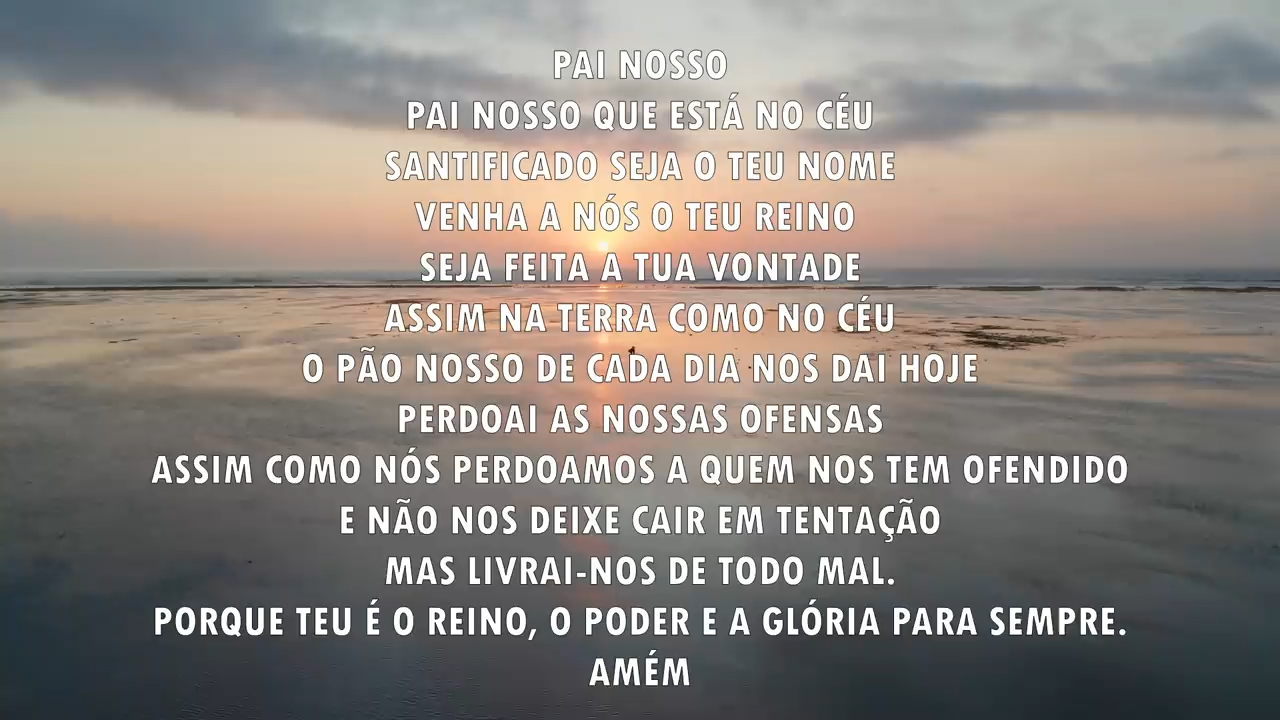 PAI NOSSO
PAI NOSSO QUE ESTÁ NO CÉU
SANTIFICADO SEJA O TEU NOME
VENHA A NÓS O TEU REINO
SEJA FEITA A TUA VONTADE
ASSIM NA TERRA COMO NO CÉU
O PÃO NOSSO DE CADA DIA NOS DAI HOJE
PERDOAI AS NOSSAS OFENSAS
ASSIM COMO NÓS PERDOAMOS A QUEM NOS TEM OFENDIDO
E NÃO NOS DEIXE CAIR EM TENTAÇÃO
MAS LIVRAI-NOS DE TODO MAL.
PORQUE TEU É O REINO, O PODER E A GLÓRIA PARA SEMPRE.
AMÉM